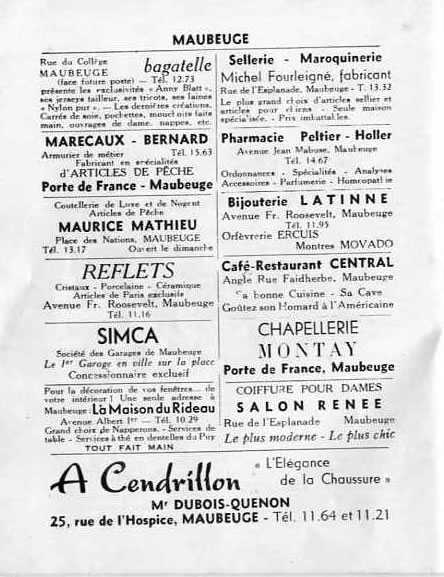 MAUBEUGE
Rue du Collège bagatelle
MAUBEUGE
(face future poste) — Tél. 12.73
présente les exclusivités « Anny Blatt »,
ses jerseys tailleur, ses tricots, ses laines
« Nylon pur ». — Les dernières créations,
Carrés de soie, pochettes, mouchoirs faits
main, ouvrages de dame, nappes, etc.
MARECAUX - BERNARD
Armurier de métier Tél. 15.63
Fabricant en spécialités
D'ARTICLES DE PÊCHE
Porte de France - Maubeuge
Coutellerie de Luxe et de Nogent
Articles de Pêche
MAURICE MATHIEU
Place des Nations, MAUBEUGE
Tél. 13.17 Ouvert le dimanche
REFLETS
Cristaux - Porcelaine - Céramique
Articles de Paris exclusifs
Avenue Fr. Roosevelt, Maubeuge
Tél. 11.16
SIMCA
Société des Garages de Maubeuge
Le 1er Garage en ville sur la place
Concessionnaire exclusif
Pour la décoration de vos fenêtres... de
votre intérieur ! Une seule adresse à
Maubeuge : La Maison du Rideau
Avenue Albert 1er — Tél. 10.29
Grand choix de Napperons, - Services de
table - Services à thé en dentelles du Puy
TOUT FAIT MAIN
Sellerie - Maroquinerie
Michel Fourleigné, fabricant
Rue de l'Esplanade, Maubeuge - T. 13.32
Le plus grand choix d'articles sellier et
articles pour chiens - Seule maison
spécialisée. - Prix imbattables.
Pharmacie Peltier - Holler
Avenue Jean Mabuse, Maubeuge
Tél. 14.67
Ordonnances - Spécialités - Analyses
Accessoires - Parfumerie - Homéopathie
Bijouterie LATINNE
Avenue Fr. Roosevelt, Maubeuge
Tél. 11.95
Orfèvrerie ERCUIS
Montres MOVADO
Café-Restaurant CENTRAL
Angle Rue Faidherbe, Maubeuge
a bonne Cuisine - Sa Cave
Goûtez son Homard à l'Américaine
CHAPELLERIE
MONTAY
Porte de France, Maubeuge
COIFFURE POUR DAMES
SALON RENEE
Rue de l'Esplanade Maubeuge
Le plus moderne - Le plus chic
A Cendrillon « L'Elégance
de la Chaussure »
Mr DUBOIS-QUENON
25, rue de l'Hospice, MAUBEUGE - Tél. 11.64 et 11.21